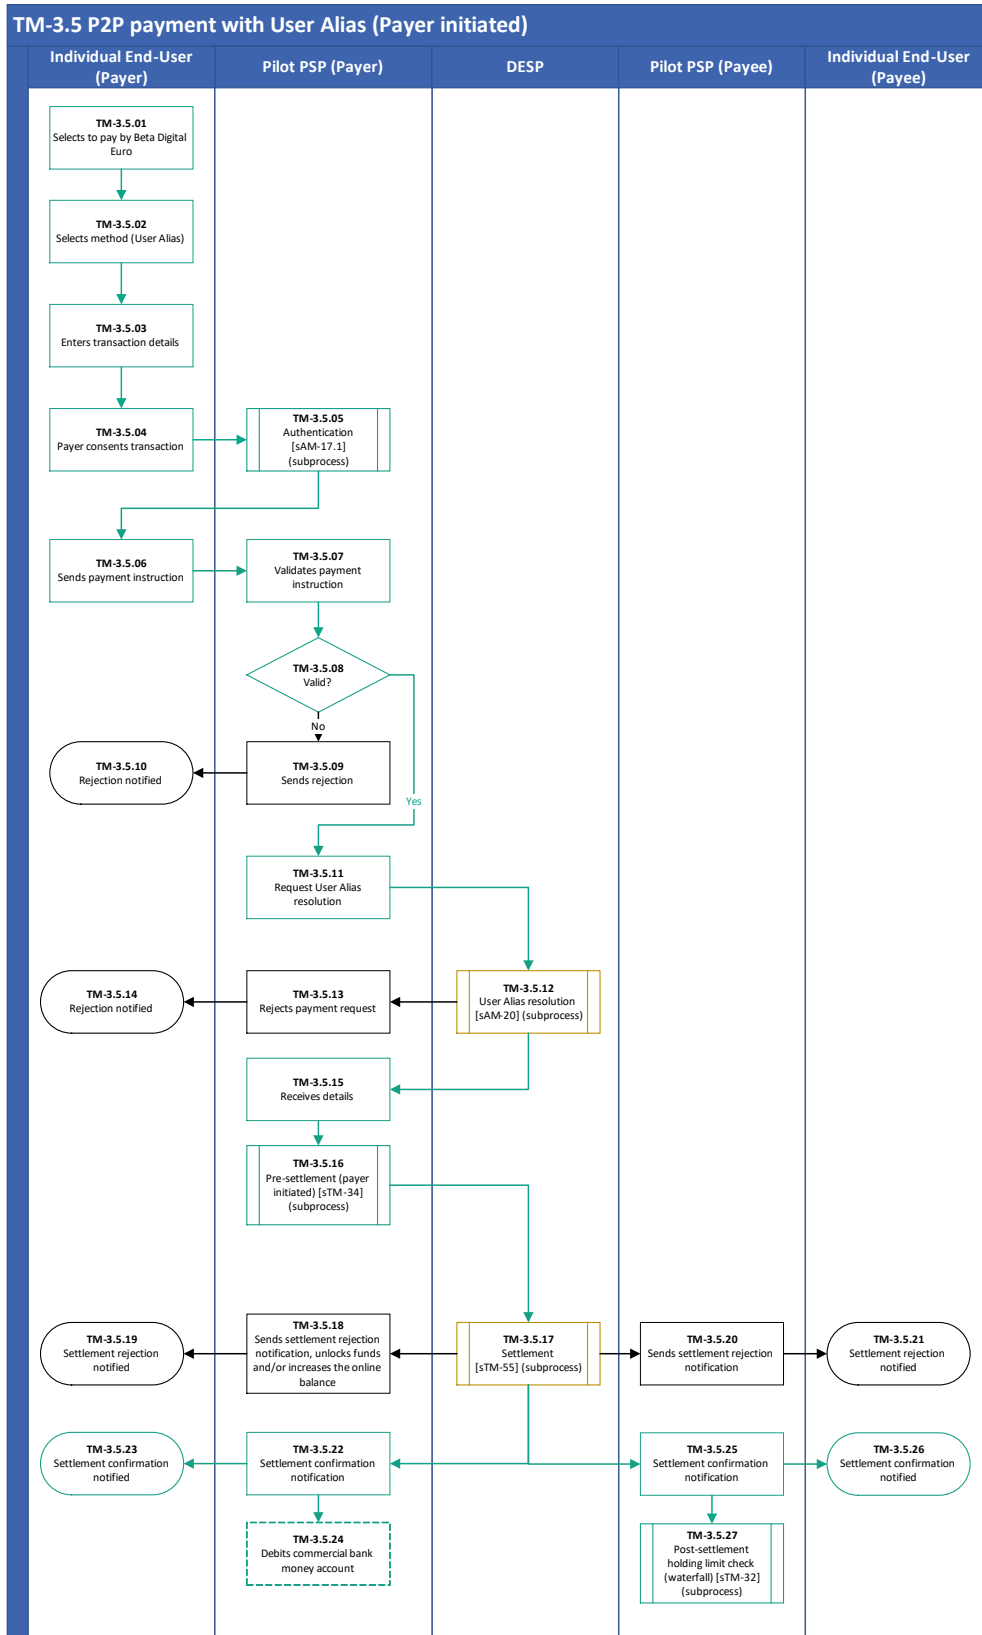 TM-3.5 P2P payment with User Alias (Payer initiated)
Individual End-User
(Payer)
Pilot PSP (Payer)
DESP
Pilot PSP (Payee)
Individual End-User
(Payee)
TM-3.5.01
Selects to pay by Beta Digital
Euro
TM-3.5.02
Selects method (User Alias)
TM-3.5.03
Enters transaction details
TM-3.5.04
Payer consents transaction
TM-3.5.05
Authentication
[sAM-17.1]
(subprocess)
TM-3.5.06
Sends payment instruction
TM-3.5.07
Validates payment
instruction
TM-3.5.08
Valid?
No
TM-3.5.10
Rejection notified
TM-3.5.09
Sends rejection
Yes
TM-3.5.11
Request User Alias
resolution
TM-3.5.14
Rejection notified
TM-3.5.13
Rejects payment request
TM-3.5.12
User Alias resolution
[sAM-20] (subprocess)
TM-3.5.15
Receives details
TM-3.5.16
Pre-settlement (payer
initiated) [sTM-34]
(subprocess)
TM-3.5.19
Settlement rejection
notified
TM-3.5.18
Sends settlement rejection
notification, unlocks funds
and/or increases the online
balance
TM-3.5.17
Settlement
[sTM-55] (subprocess)
TM-3.5.20
Sends settlement rejection
notification
TM-3.5.21
Settlement rejection
notified
TM-3.5.23
Settlement confirmation
notified
TM-3.5.22
Settlement confirmation
notification
TM-3.5.25
Settlement confirmation
notification
TM-3.5.26
Settlement confirmation
notified
TM-3.5.24
Debits commercial bank
money account
TM-3.5.27
Post-settlement
holding limit check
(waterfall) [sTM-32]
(subprocess)